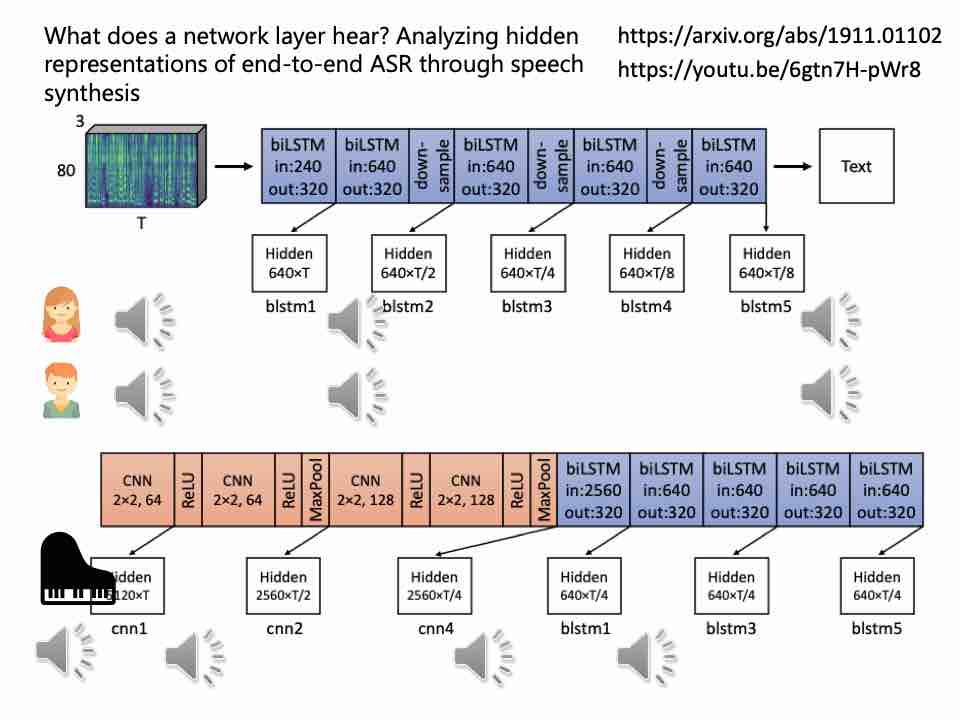 What does a network layer hear? Analyzing hidden
representations of end-to-end ASR through speech
synthesis
https://arxiv.org/abs/1911.01102
https://youtu.be/6gtn7H-pWr8
3
80
T
biLSTM
in:240
out:320
biLSTM
in:640
out:320
down-
sample
biLSTM
in:640
out:320
down-
sample
biLSTM
in:640
out:320
down-
sample
biLSTM
in:640
out:320
Text
Hidden
640×T
blstm1
Hidden
640×T/2
blstm2
Hidden
640×T/4
blstm3
Hidden
640×T/8
blstm4
Hidden
640×T/8
blstm5
CNN
2×2, 64
ReLU
CNN
2×2, 64
ReLU
MaxPool
CNN
2×2, 128
ReLU
CNN
2×2, 128
ReLU
MaxPool
biLSTM
in:2560
out:320
biLSTM
in:640
out:320
biLSTM
in:640
out:320
biLSTM
in:640
out:320
biLSTM
in:640
out:320
Hidden
5120×T
cnn1
Hidden
2560×T/2
cnn2
Hidden
2560×T/4
cnn4
Hidden
640×T/4
blstm1
Hidden
640×T/4
blstm3
Hidden
640×T/4
blstm5